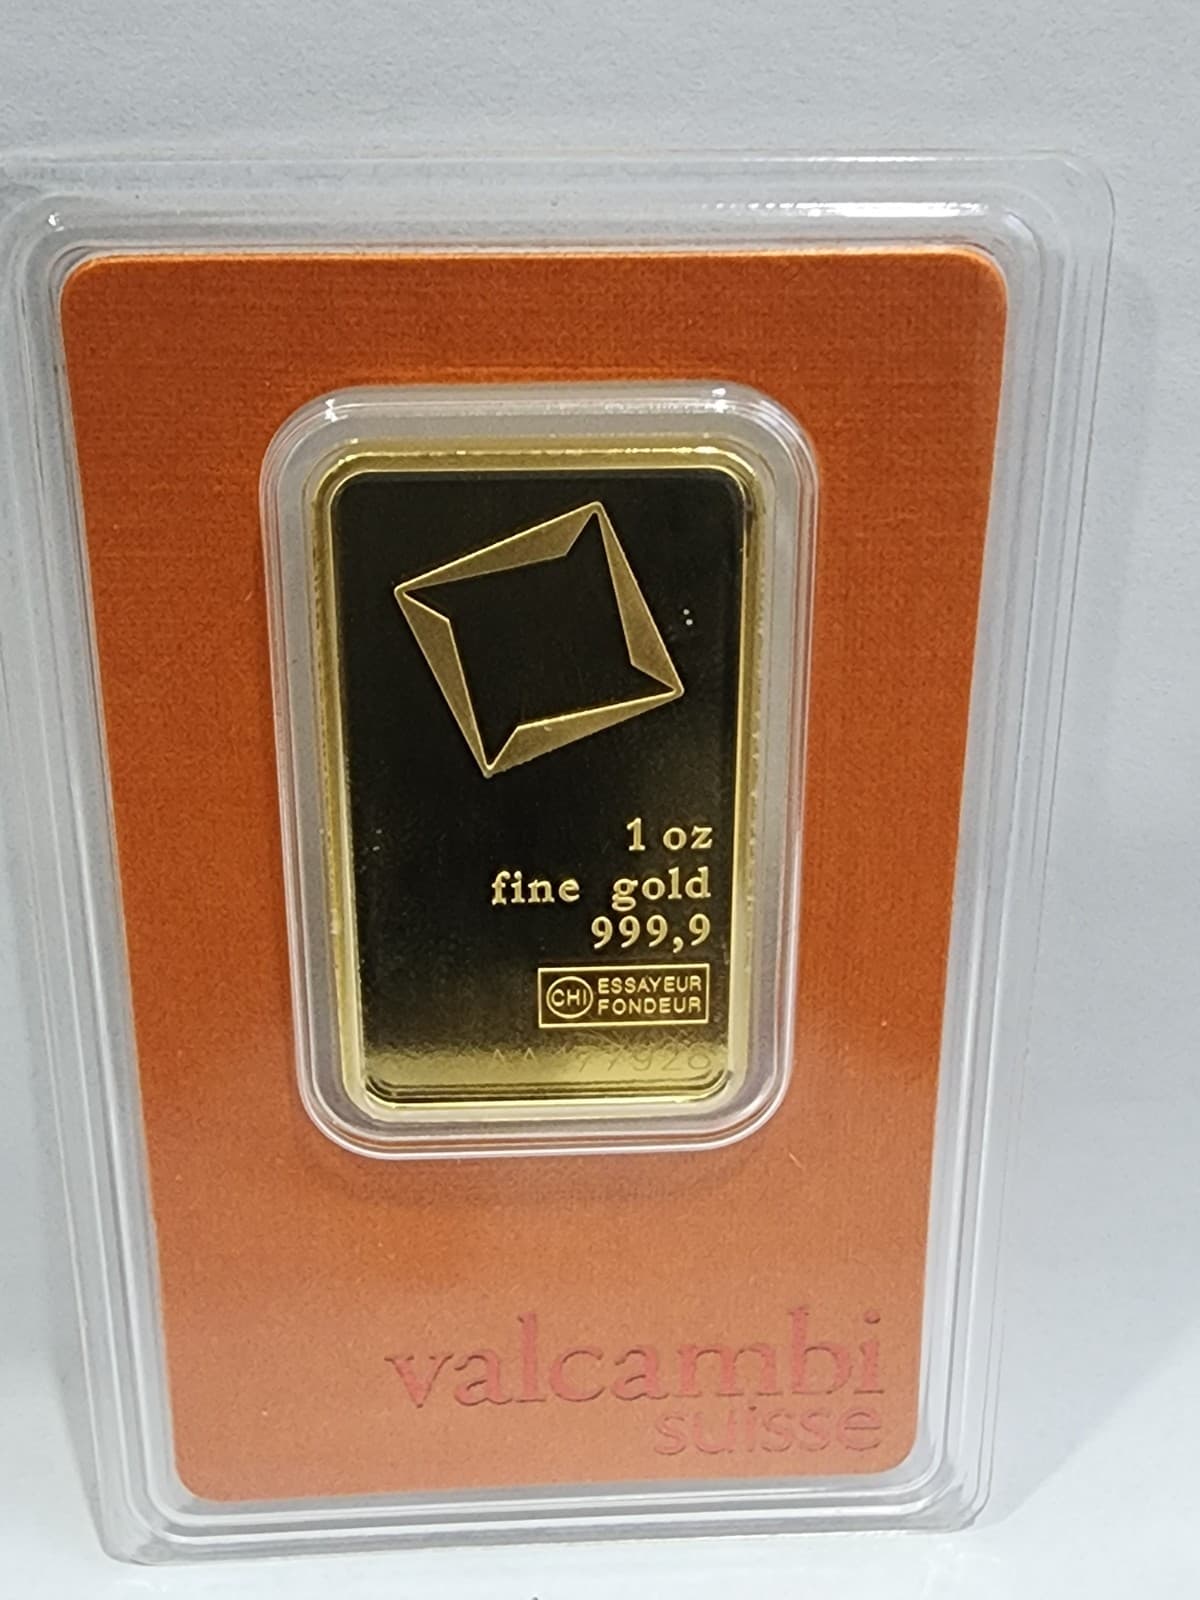 1 oz
fine gold
999,9
CHI ESSAYEUR
FONDEUR
valcambi
suisse